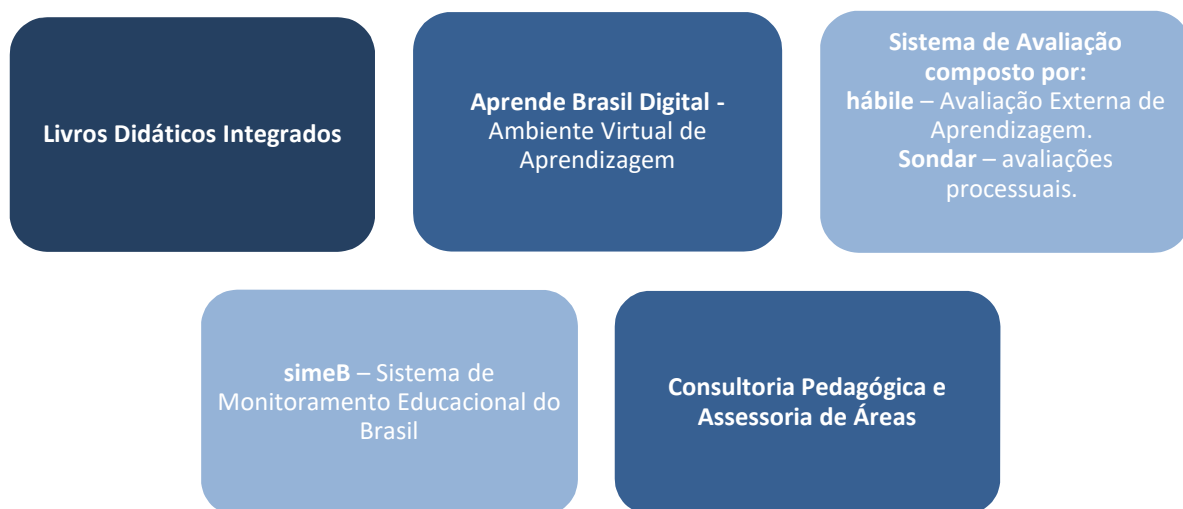 Livros Didáticos Integrados
Aprende Brasil Digital -
Ambiente Virtual de
Aprendizagem
Sistema de Avaliação
composto por:
hábile – Avaliação Externa de
Aprendizagem.
Sondar – avaliações
processuais.
simeB – Sistema de
Monitoramento Educacional do
Brasil
Consultoria Pedagógica e
Assessoria de Áreas